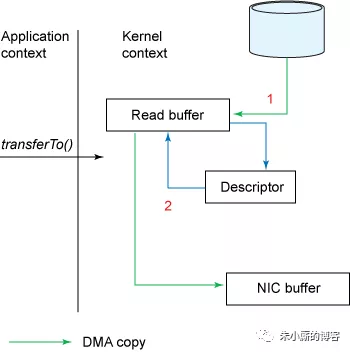 Application
context
Kernel
context
1
Read buffer
transferTo()
Descriptor
2
NIC buffer
DMA copy
朱小厮的博客